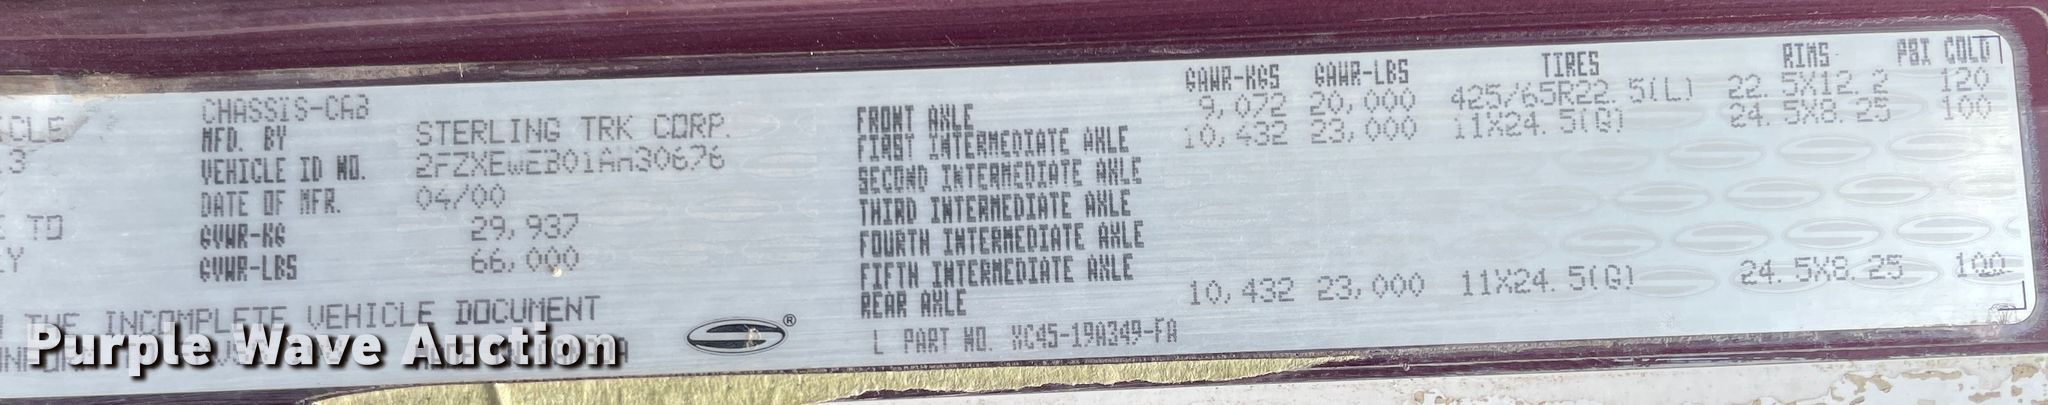 CHASSIS-CAB
CLE MFD. BY STERLING TRK CORP.
13 VEHICLE ID NO. 2FZXEWEB01AH30676
DATE OF MFR. 04/00
E TO GVWR-KG 29,937
LY GVWR-LBS 66,000
THE INCOMPLETE VEHICLE DOCUMENT
GAWR-KGS GAWR-LBS TIRES RIMS PSI COLD
FRONT AXLE 9,072 20,000 425/65R22.5(L) 22.5X12.2 120
FIRST INTERMEDIATE AXLE 10,432 23,000 11X24.5(G) 24.5X8.25 100
SECOND INTERMEDIATE AXLE
THIRD INTERMEDIATE AXLE
FOURTH INTERMEDIATE AXLE
FIFTH INTERMEDIATE AXLE
REAR AXLE 10,432 23,000 11X24.5(G) 24.5X8.25 100
L PART NO. XC45-19A349-FA
®
Purple Wave Auction